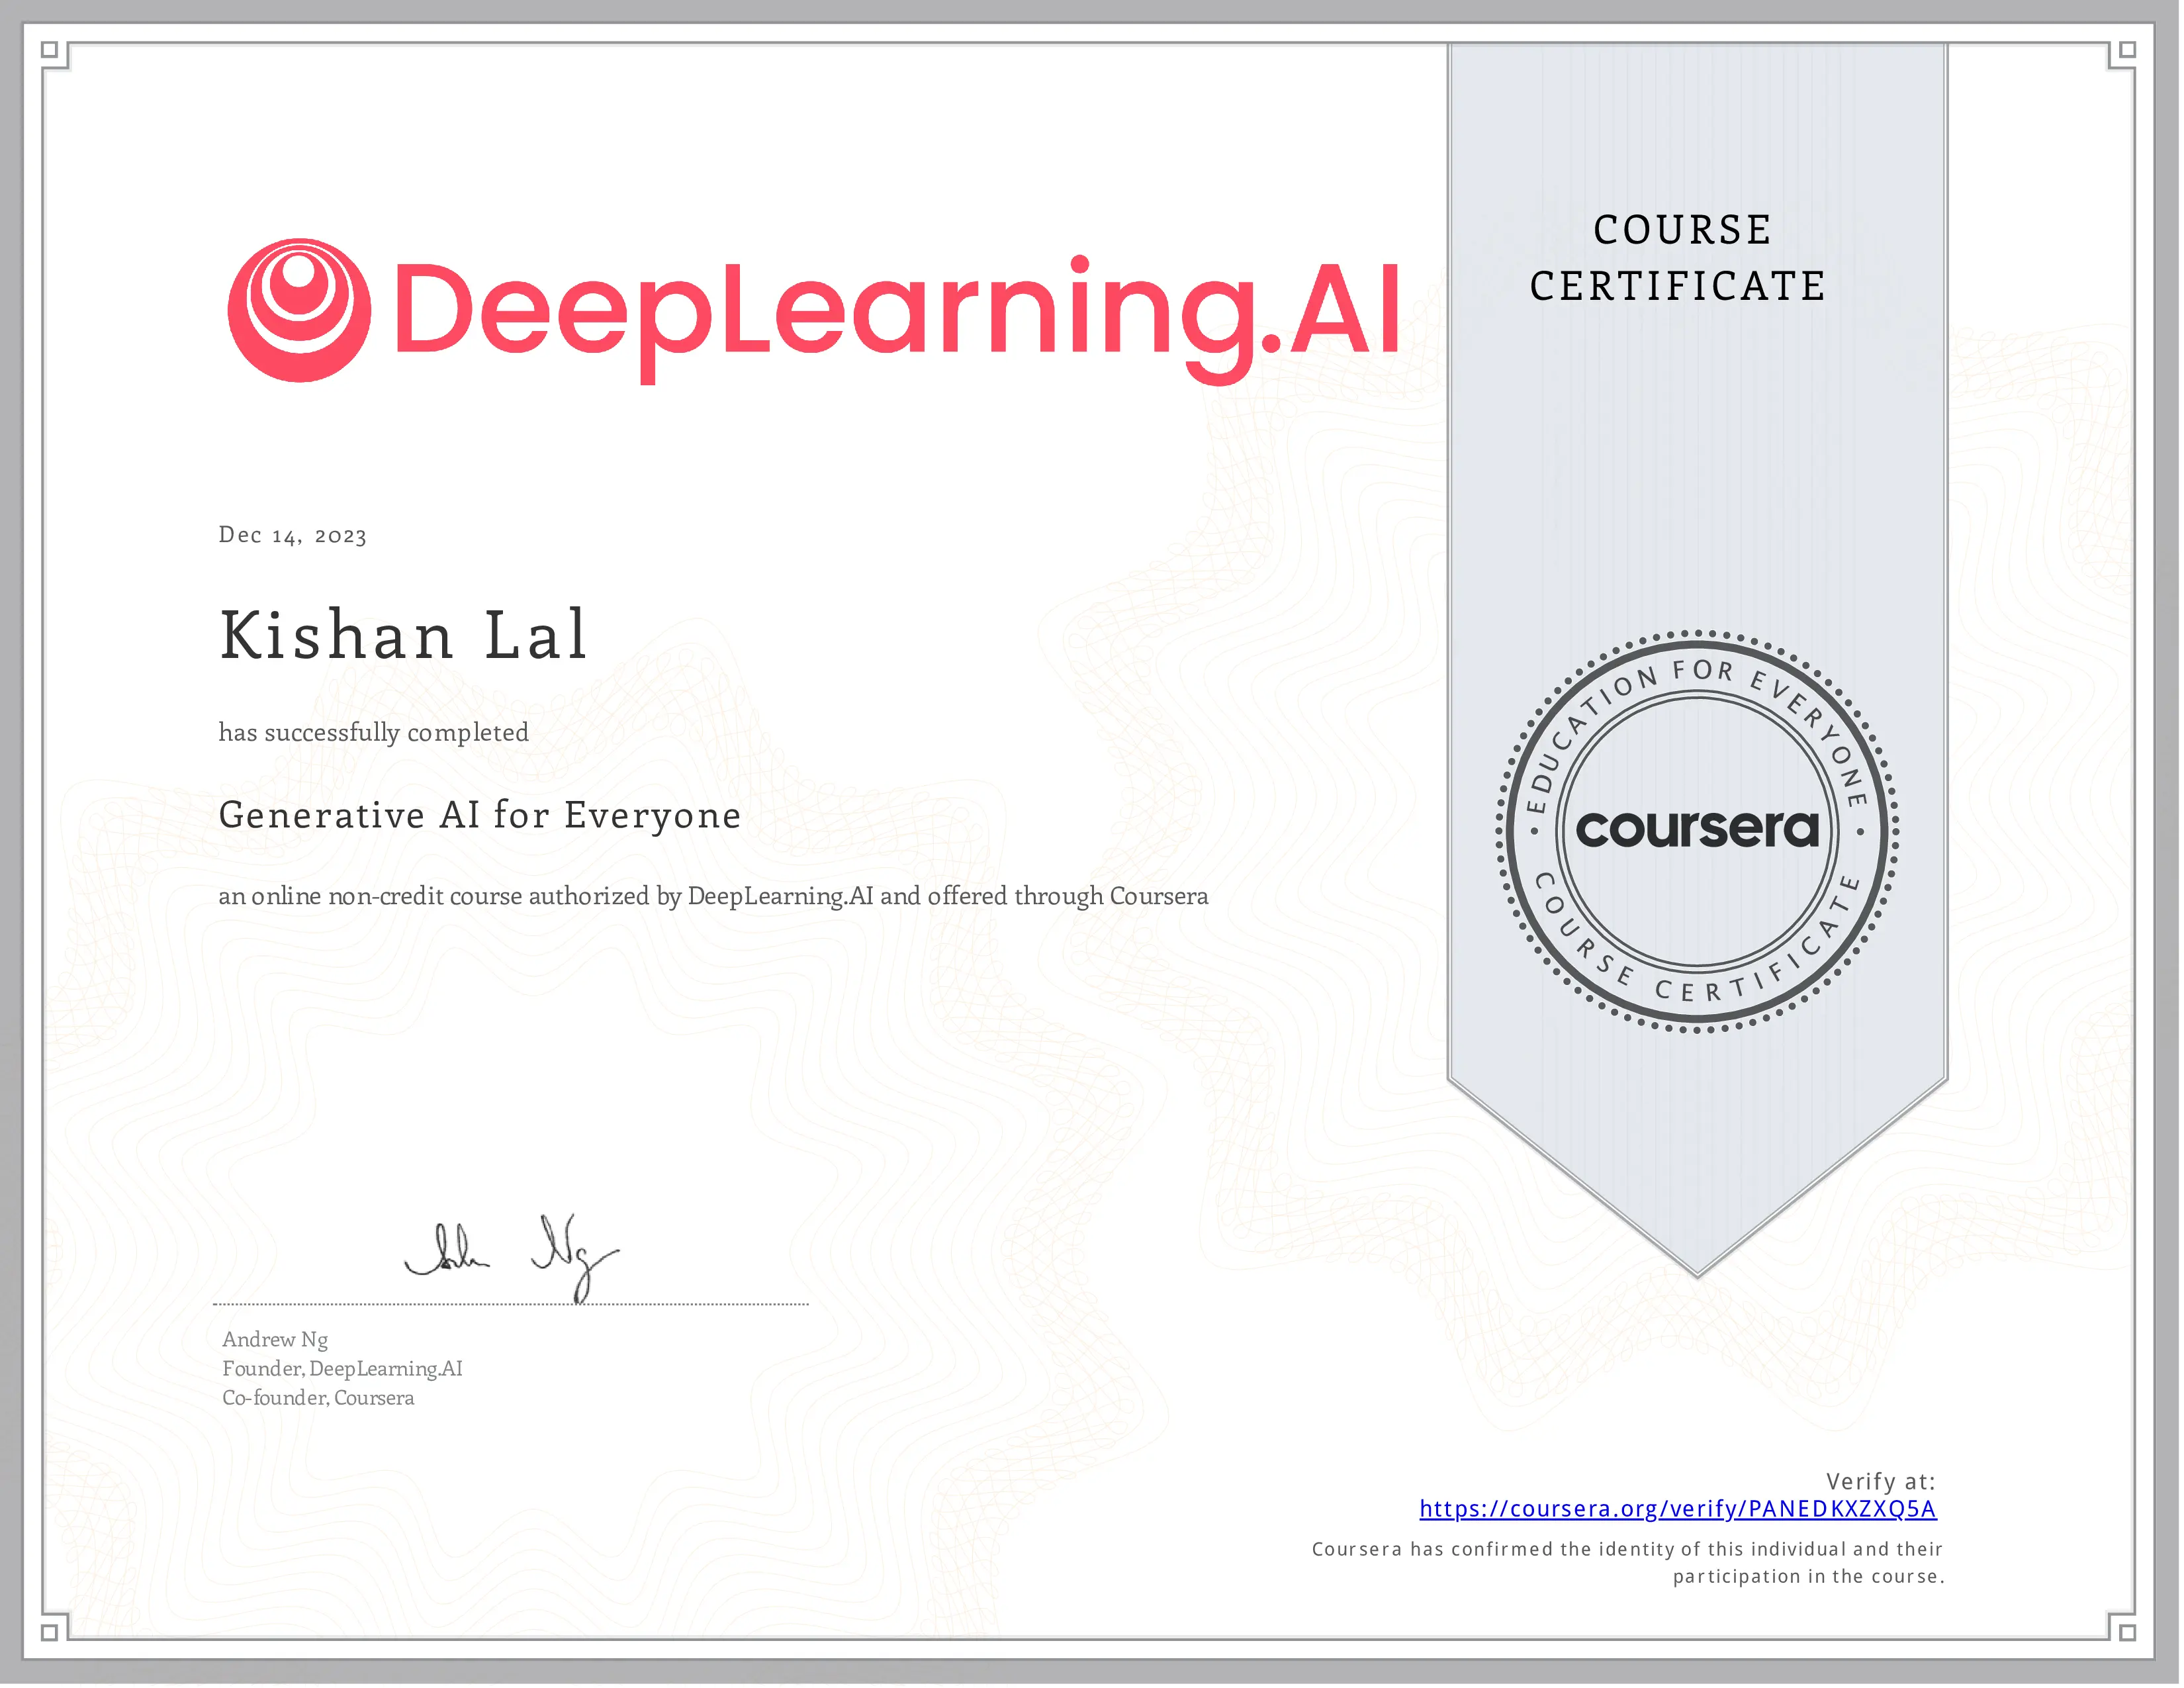 DeepLearning.AI
COURSE
CERTIFICATE
Dec 14, 2023
Kishan Lal
has successfully completed
Generative AI for Everyone
an online non-credit course authorized by DeepLearning.AI and offered through Coursera
EDUCATION FOR EVERYONE
coursera
COURSE CERTIFICATE
Andrew Ng
Founder, DeepLearning.AI
Co-founder, Coursera
Verify at:
https://coursera.org/verify/PANEDKXZXQ5A
Coursera has confirmed the identity of this individual and their
participation in the course.